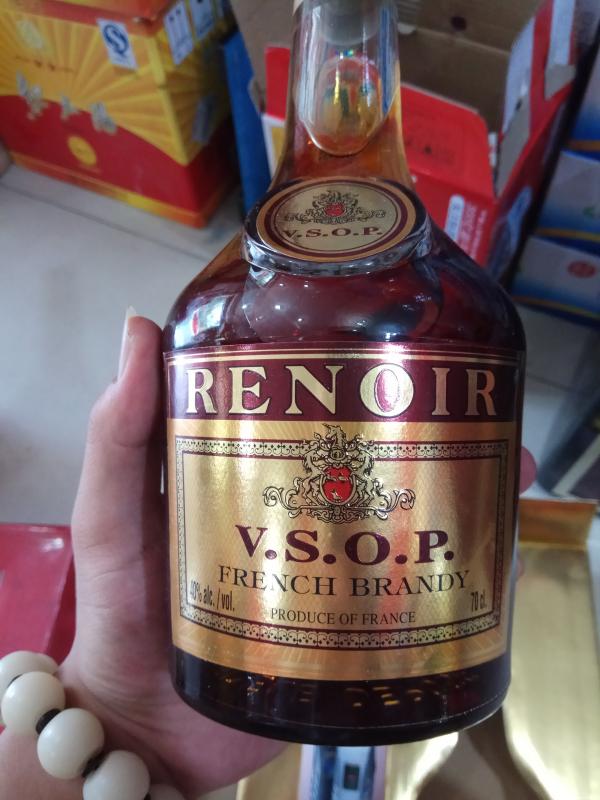 V.S.O.P.
RENOIR
V.S.O.P.
FRENCH BRANDY
40% alc./vol.
70 cl.
PRODUCE OF FRANCE